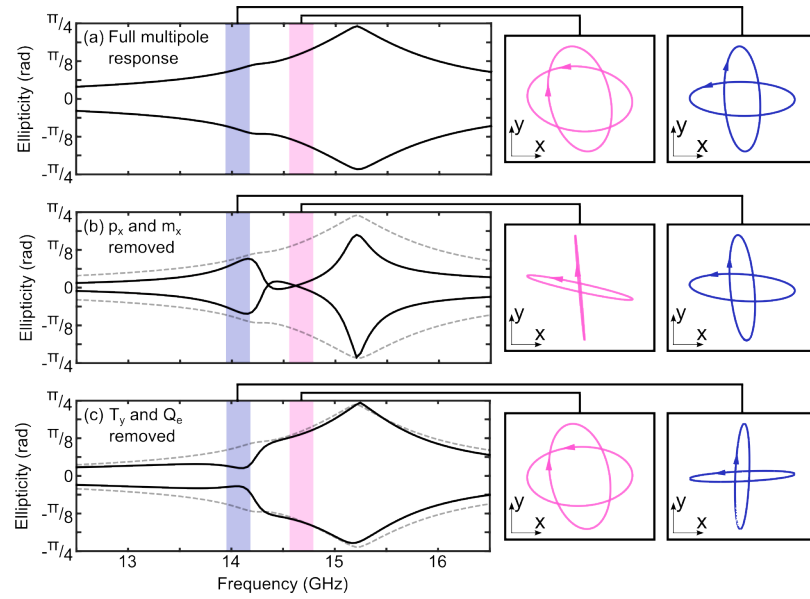 π/4
π/8
0
-π/8
-π/4
Ellipticity (rad)
(a) Full multipole
response
y
x
y
x
π/4
π/8
0
-π/8
-π/4
Ellipticity (rad)
(b) pₓ and mₓ
removed
y
x
y
x
π/4
π/8
0
-π/8
-π/4
Ellipticity (rad)
(c) Tᵧ and Qₑ
removed
y
x
y
x
13 14 15 16
Frequency (GHz)